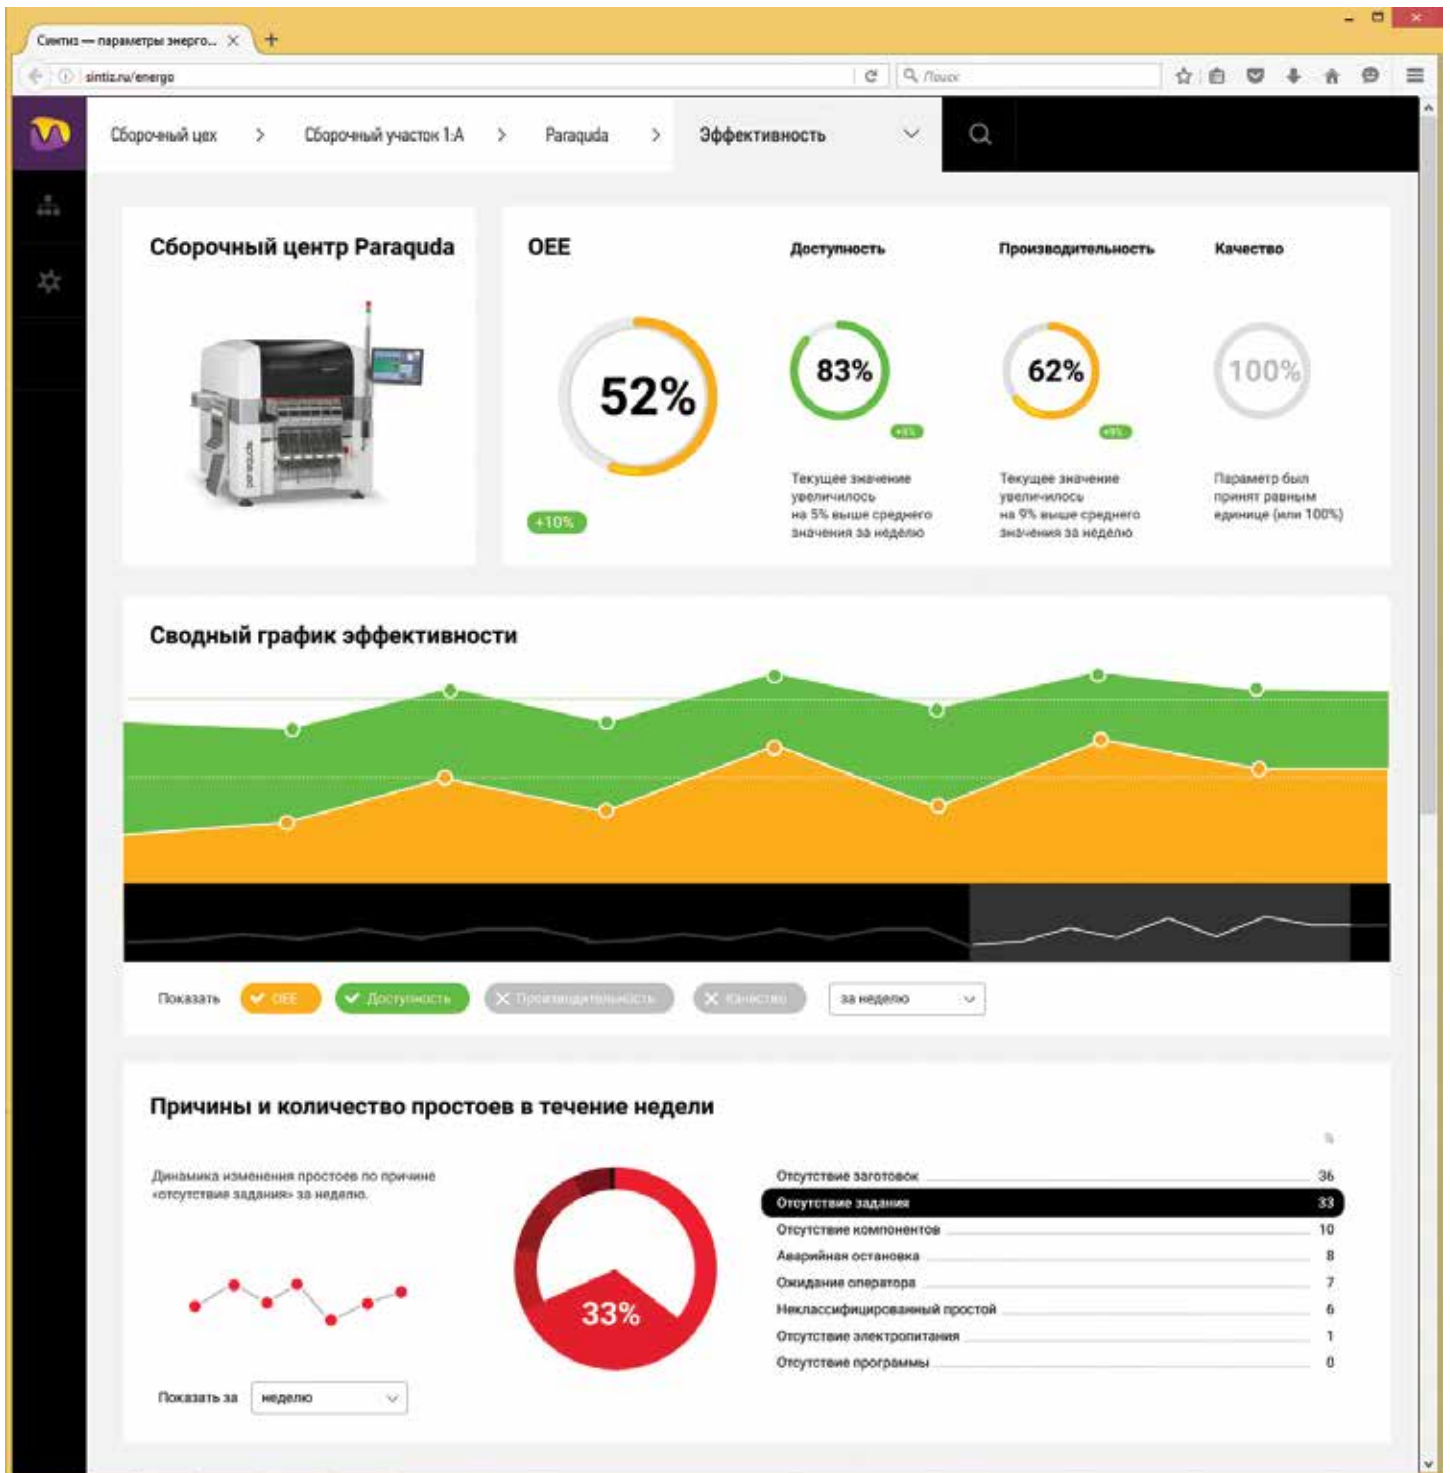 Синтиз — параметры энерго...
sintiz.ru/energo
Поиск
Сборочный цех > Сборочный участок 1:А > Paraquda > Эффективность
Сборочный центр Paraquda
paraquda
OEE
Доступность
Производительность
Качество
52%
83%
62%
100%
+10%
+5%
+9%
Текущее значение
увеличилось
на 5% выше среднего
значения за неделю
Текущее значение
увеличилось
на 9% выше среднего
значения за неделю
Параметр был
принят равным
единице (или 100%)
Сводный график эффективности
Показать
OEE
Доступность
Производительность
Качество
за неделю
Причины и количество простоев в течение недели
Динамика изменения простоев по причине
«отсутствие задания» за неделю.
Показать за неделю
33%
%
Отсутствие заготовок 36
Отсутствие задания 33
Отсутствие компонентов 10
Аварийная остановка 8
Ожидание оператора 7
Неклассифицированный простой 6
Отсутствие электропитания 1
Отсутствие программы 0